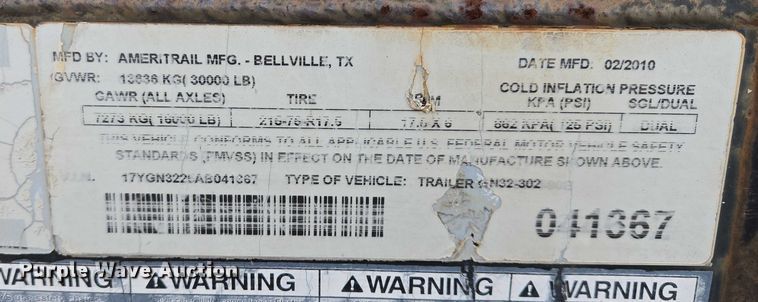 MFD BY: AMERITRAIL MFG. - BELLVILLE, TX DATE MFD: 02/2010
GVWR: 13636 KG( 30000 LB) COLD INFLATION PRESSURE
GAWR (ALL AXLES) TIRE KPA (PSI) SGL/DUAL
7273 KG( 16000 LB) 215-75-R17.5 17.5 X 6 862 KPA( 125 PSI) DUAL
THIS VEHICLE CONFORMS TO ALL APPLICABLE U.S. FEDERAL MOTOR VEHICLE SAFETY
STANDARDS (FMVSS) IN EFFECT ON THE DATE OF MANUFACTURE SHOWN ABOVE.
V.I.N. TYPE OF VEHICLE: TRAILER GN32-302
041367
WARNING WARNING WARNING WARNING
Purple Wave Auction